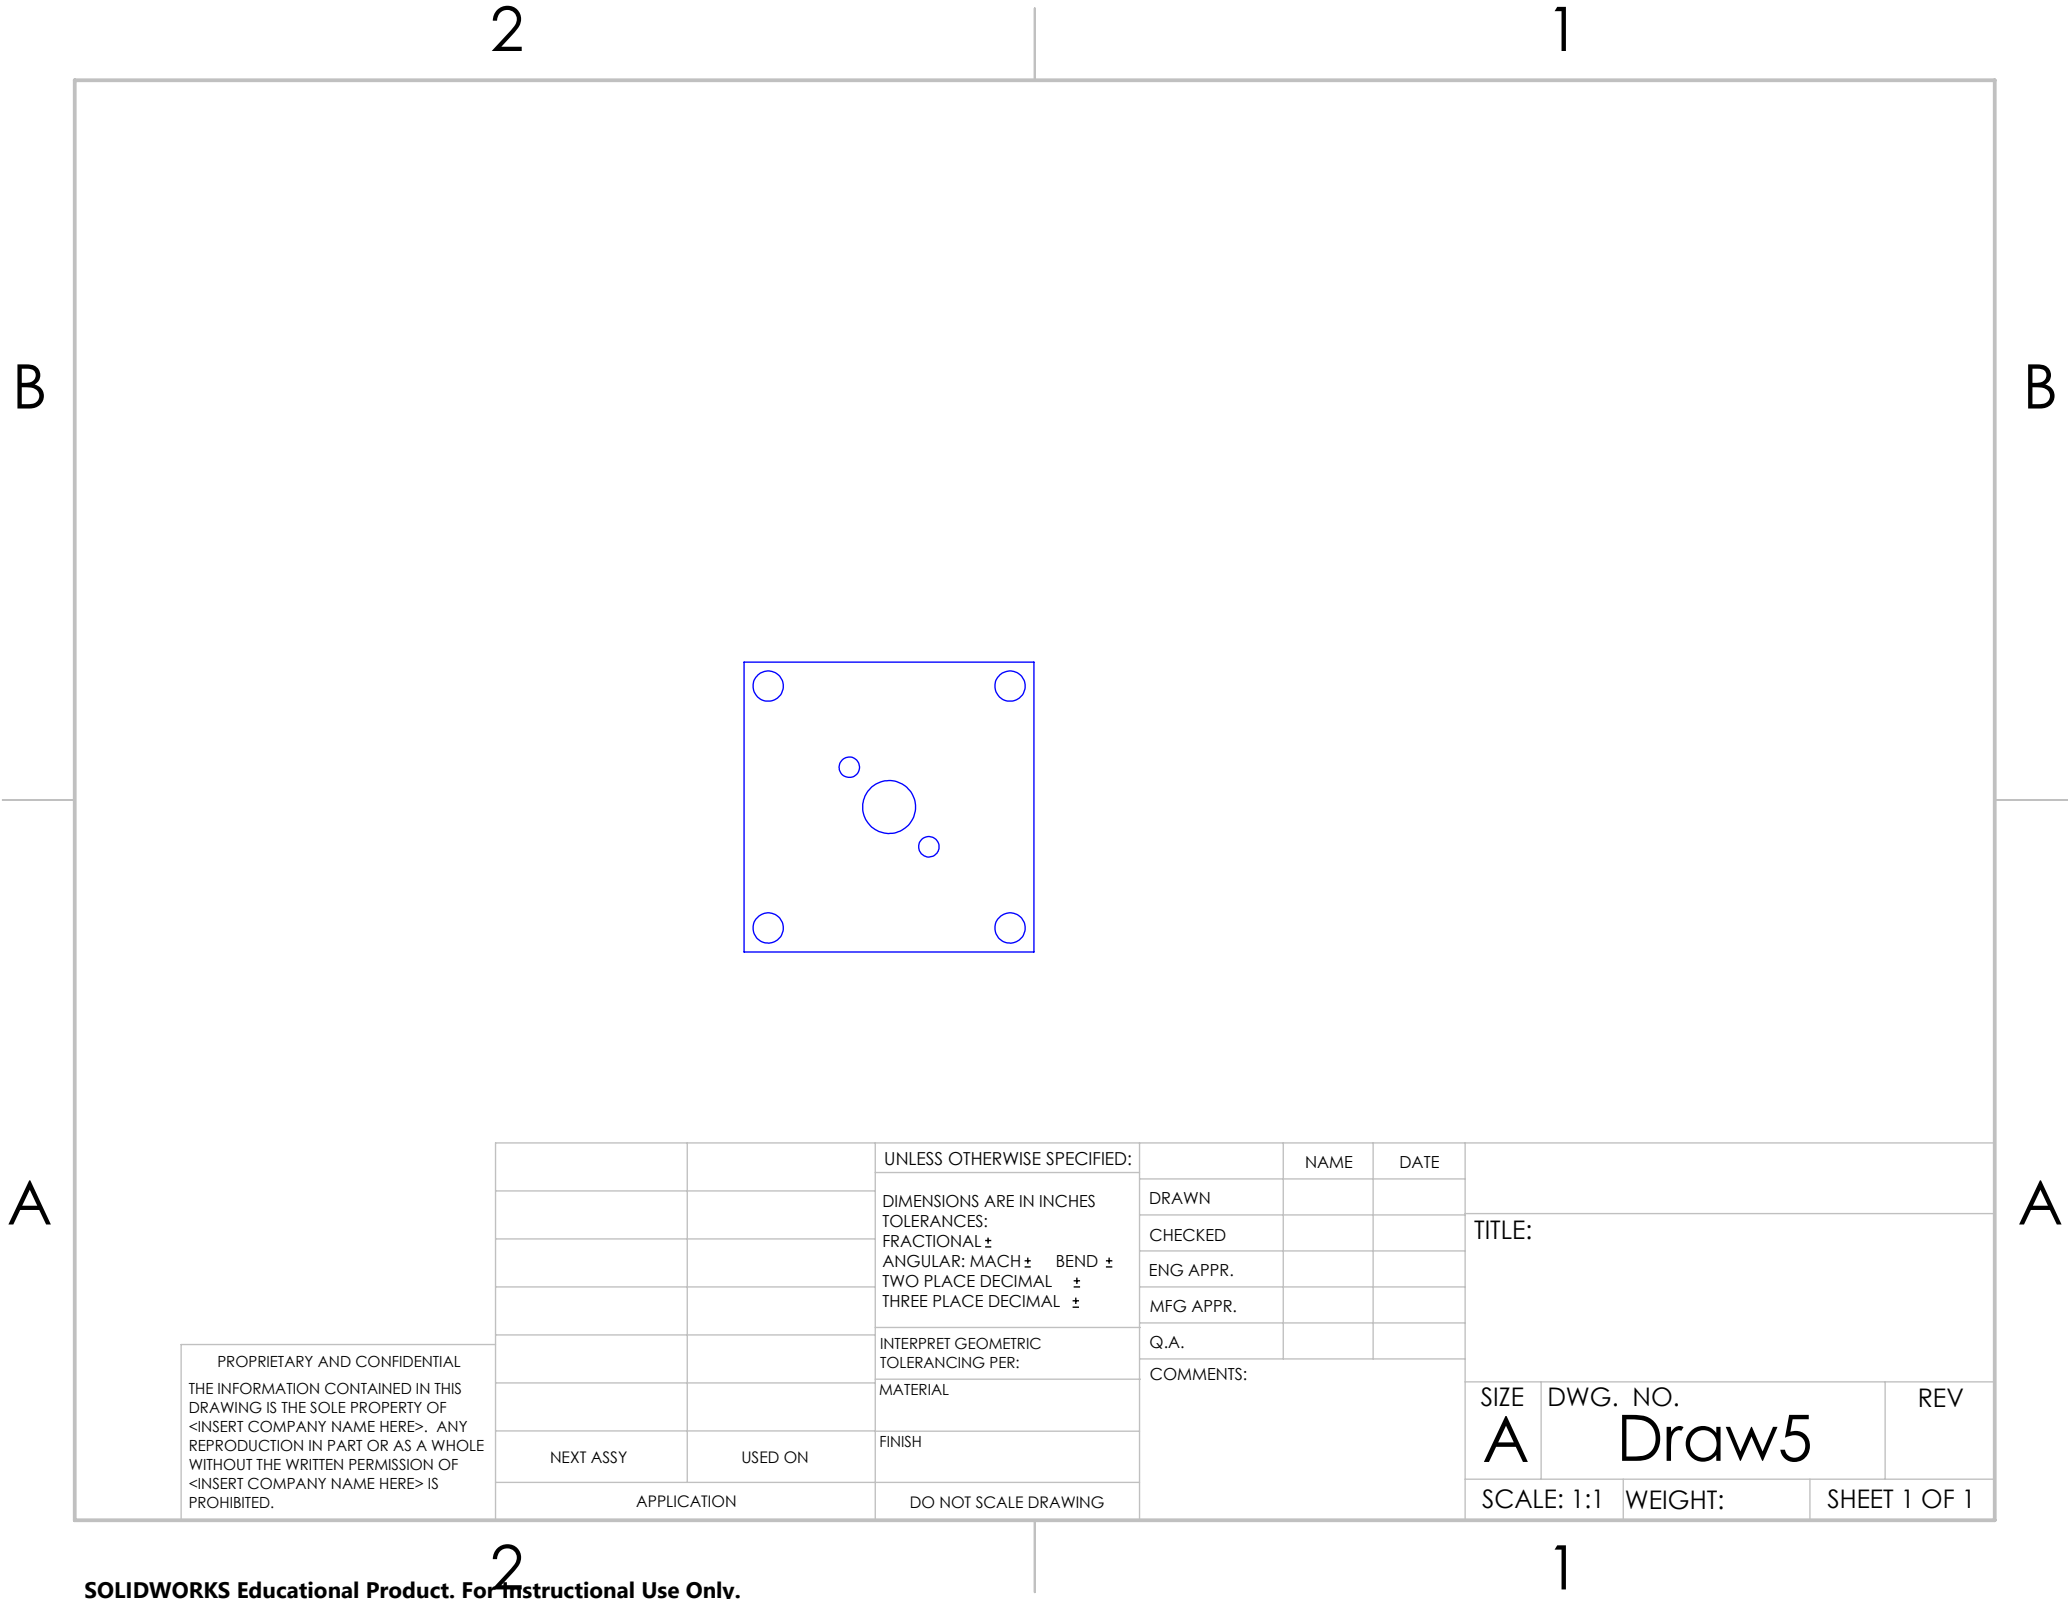 2
1
B
B
A
A
UNLESS OTHERWISE SPECIFIED:
DIMENSIONS ARE IN INCHES
TOLERANCES:
FRACTIONAL ±
ANGULAR: MACH ± BEND ±
TWO PLACE DECIMAL ±
THREE PLACE DECIMAL ±
INTERPRET GEOMETRIC
TOLERANCING PER:
MATERIAL
FINISH
DO NOT SCALE DRAWING
NAME DATE
DRAWN
CHECKED
ENG APPR.
MFG APPR.
Q.A.
COMMENTS:
TITLE:
SIZE DWG. NO. REV
A Draw5
SCALE: 1:1 WEIGHT: SHEET 1 OF 1
PROPRIETARY AND CONFIDENTIAL
THE INFORMATION CONTAINED IN THIS
DRAWING IS THE SOLE PROPERTY OF
<INSERT COMPANY NAME HERE>. ANY
REPRODUCTION IN PART OR AS A WHOLE
WITHOUT THE WRITTEN PERMISSION OF
<INSERT COMPANY NAME HERE> IS
PROHIBITED.
NEXT ASSY USED ON
APPLICATION
2
1
SOLIDWORKS Educational Product. For Instructional Use Only.